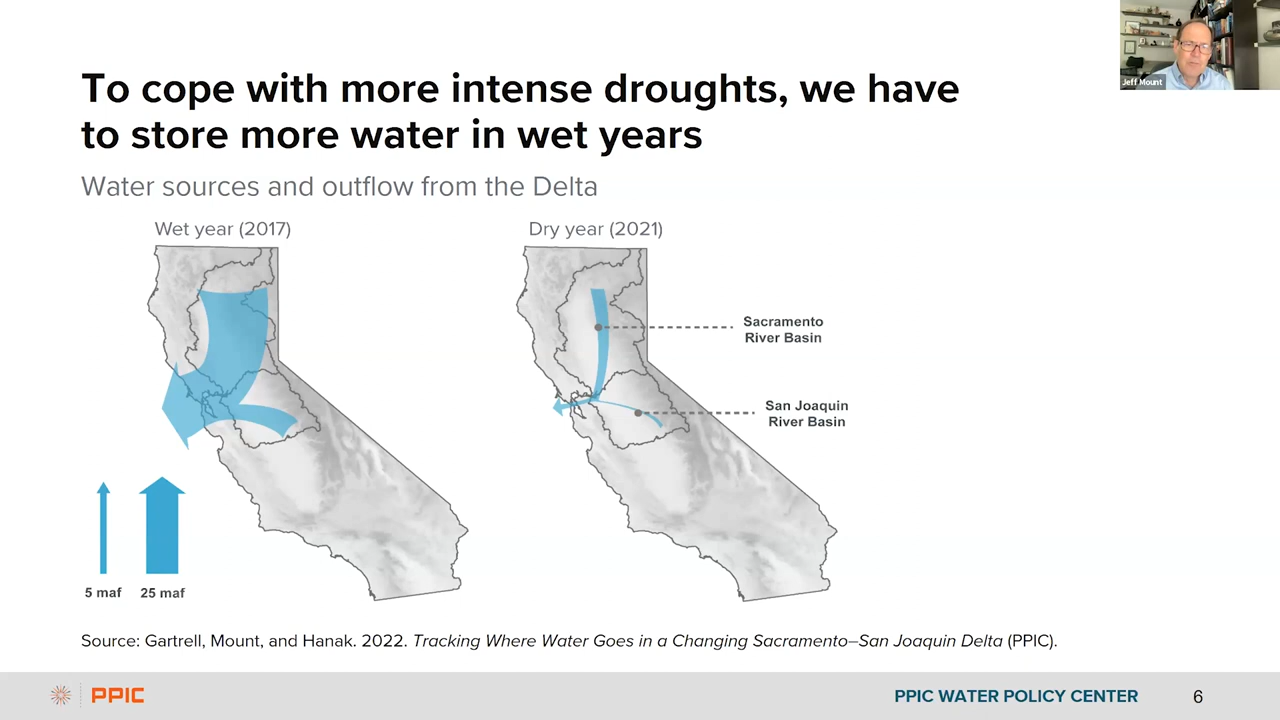 Jeff Mount
To cope with more intense droughts, we have
to store more water in wet years
Water sources and outflow from the Delta
Wet year (2017)
Dry year (2021)
Sacramento
River Basin
San Joaquin
River Basin
5 maf
25 maf
Source: Gartrell, Mount, and Hanak. 2022. Tracking Where Water Goes in a Changing Sacramento–San Joaquin Delta (PPIC).
PPIC
PPIC WATER POLICY CENTER
6